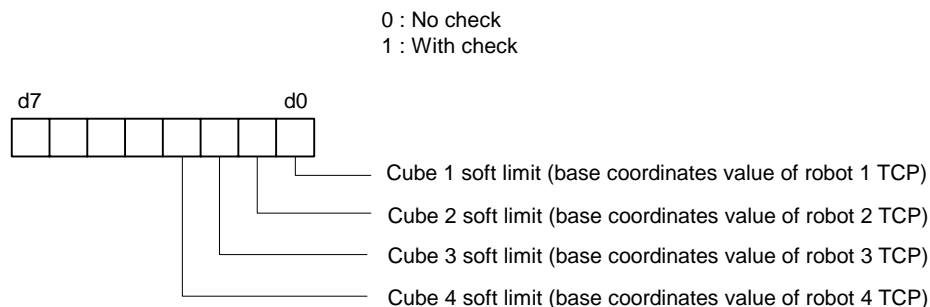 0 : No check
1 : With check
d7 d0
Cube 1 soft limit (base coordinates value of robot 1 TCP)
Cube 2 soft limit (base coordinates value of robot 2 TCP)
Cube 3 soft limit (base coordinates value of robot 3 TCP)
Cube 4 soft limit (base coordinates value of robot 4 TCP)